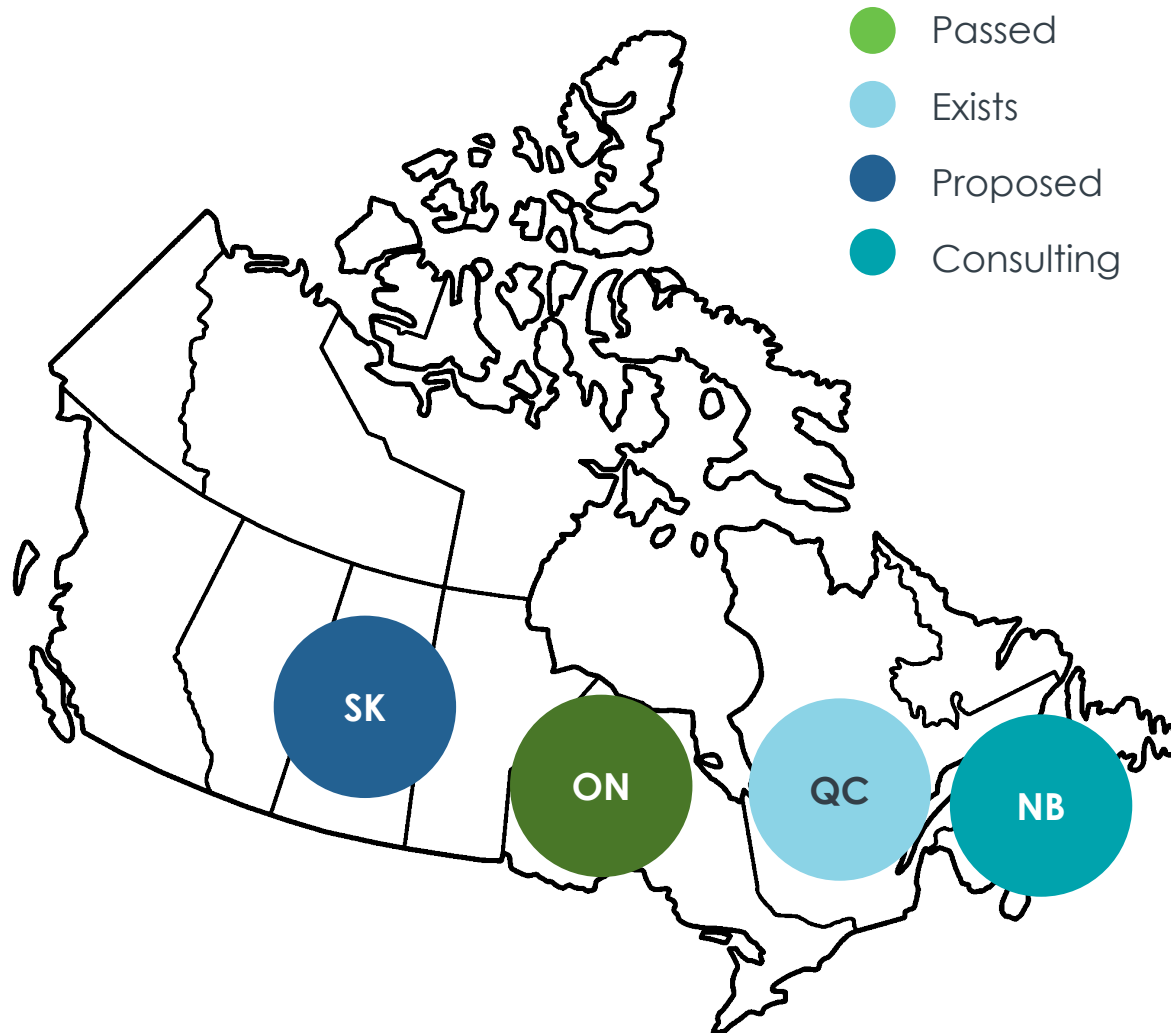 Passed
Exists
Proposed
Consulting
SK
ON
QC
NB